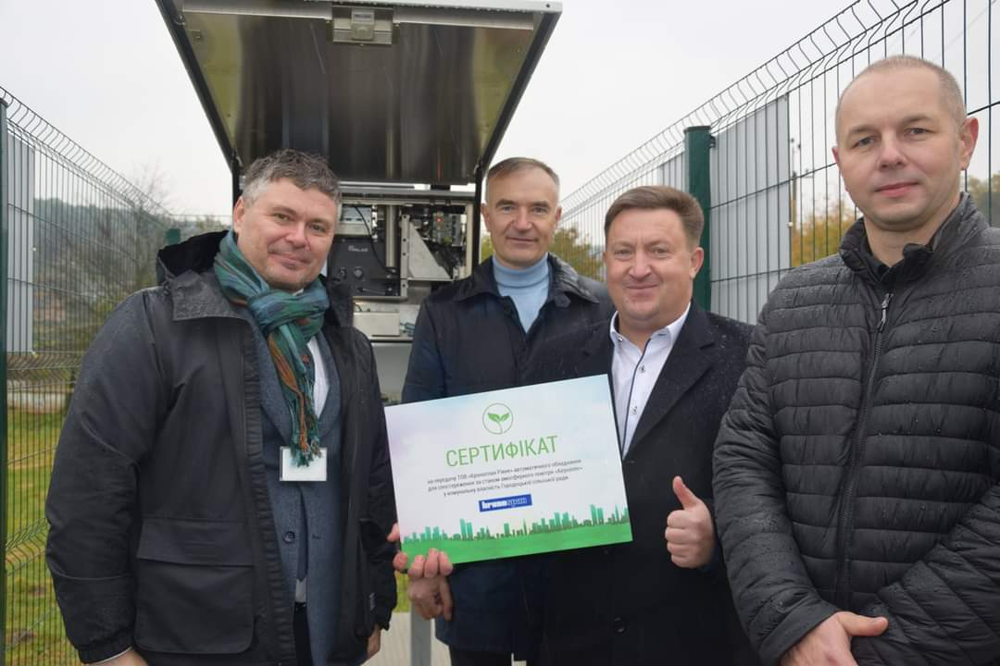 СЕРТИФІКАТ
на передачу ТОВ «Кроноспан Рівне» автоматичного обладнання
для спостереження за станом атмосферного повітря «Airpointer»
у комунальну власність Городоцької сільської ради
kronospan